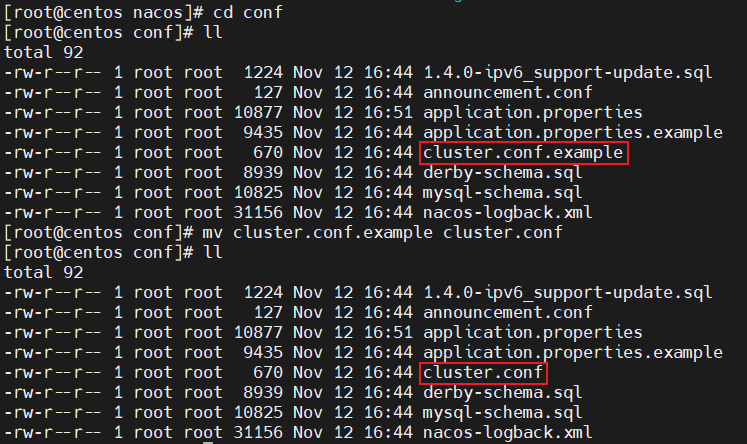 [root@centos nacos]# cd conf
[root@centos conf]# ll
total 92
-rw-r--r-- 1 root root  1224 Nov 12 16:44 1.4.0-ipv6_support-update.sql
-rw-r--r-- 1 root root   127 Nov 12 16:44 announcement.conf
-rw-r--r-- 1 root root 10877 Nov 12 16:51 application.properties
-rw-r--r-- 1 root root  9435 Nov 12 16:44 application.properties.example
-rw-r--r-- 1 root root   670 Nov 12 16:44 cluster.conf.example
-rw-r--r-- 1 root root  8939 Nov 12 16:44 derby-schema.sql
-rw-r--r-- 1 root root 10825 Nov 12 16:44 mysql-schema.sql
-rw-r--r-- 1 root root 31156 Nov 12 16:44 nacos-logback.xml
[root@centos conf]# mv cluster.conf.example cluster.conf
[root@centos conf]# ll
total 92
-rw-r--r-- 1 root root  1224 Nov 12 16:44 1.4.0-ipv6_support-update.sql
-rw-r--r-- 1 root root   127 Nov 12 16:44 announcement.conf
-rw-r--r-- 1 root root 10877 Nov 12 16:51 application.properties
-rw-r--r-- 1 root root  9435 Nov 12 16:44 application.properties.example
-rw-r--r-- 1 root root   670 Nov 12 16:44 cluster.conf
-rw-r--r-- 1 root root  8939 Nov 12 16:44 derby-schema.sql
-rw-r--r-- 1 root root 10825 Nov 12 16:44 mysql-schema.sql
-rw-r--r-- 1 root root 31156 Nov 12 16:44 nacos-logback.xml